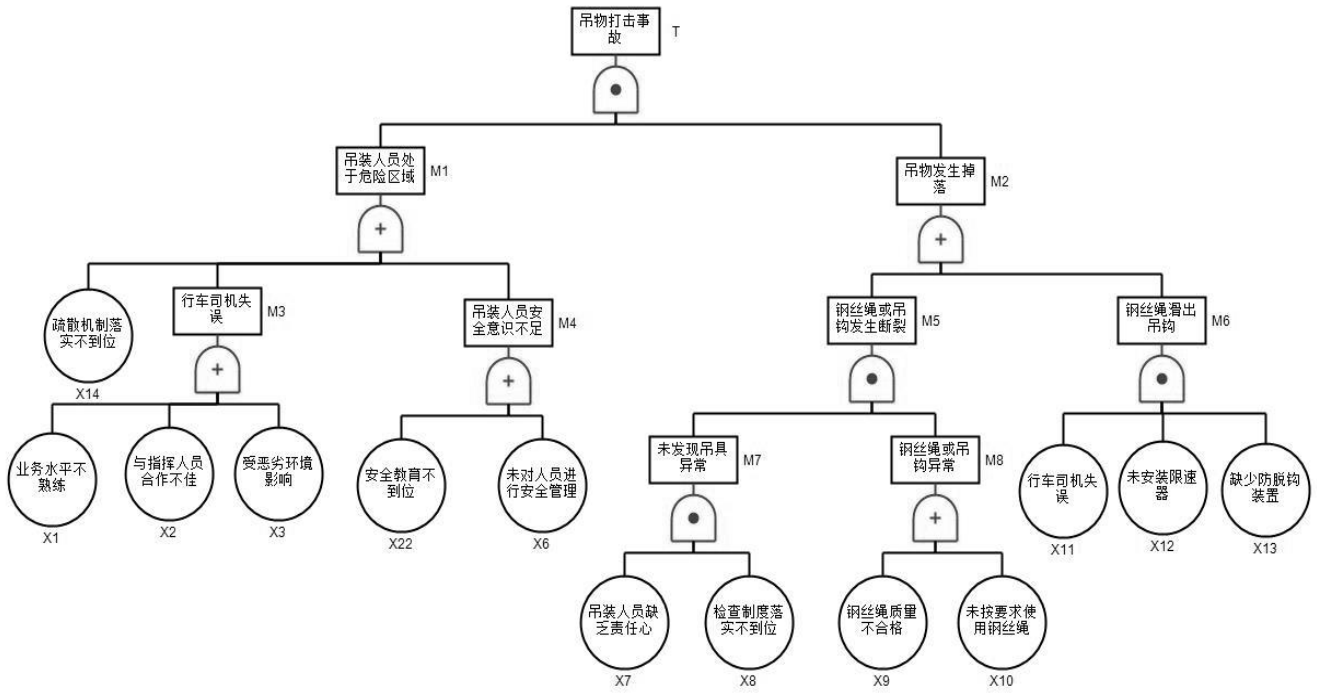 吊物打击事
故
T
吊装人员处
于危险区域
M1
吊物发生掉
落
M2
+
+
疏散机制落
实不到位
X14
行车司机失
误
M3
吊装人员安
全意识不足
M4
钢丝绳或吊
钩发生断裂
M5
钢丝绳滑出
吊钩
M6
+
+
业务水平不
熟练
X1
与指挥人员
合作不佳
X2
受恶劣环境
影响
X3
安全教育不
到位
X22
未对人员进
行安全管理
X6
未发现吊具
异常
M7
钢丝绳或吊
钩异常
M8
行车司机失
误
X11
未安装限速
器
X12
缺少防脱钩
装置
X13
+
吊装人员缺
乏责任心
X7
检查制度落
实不到位
X8
钢丝绳质量
不合格
X9
未按要求使
用钢丝绳
X10